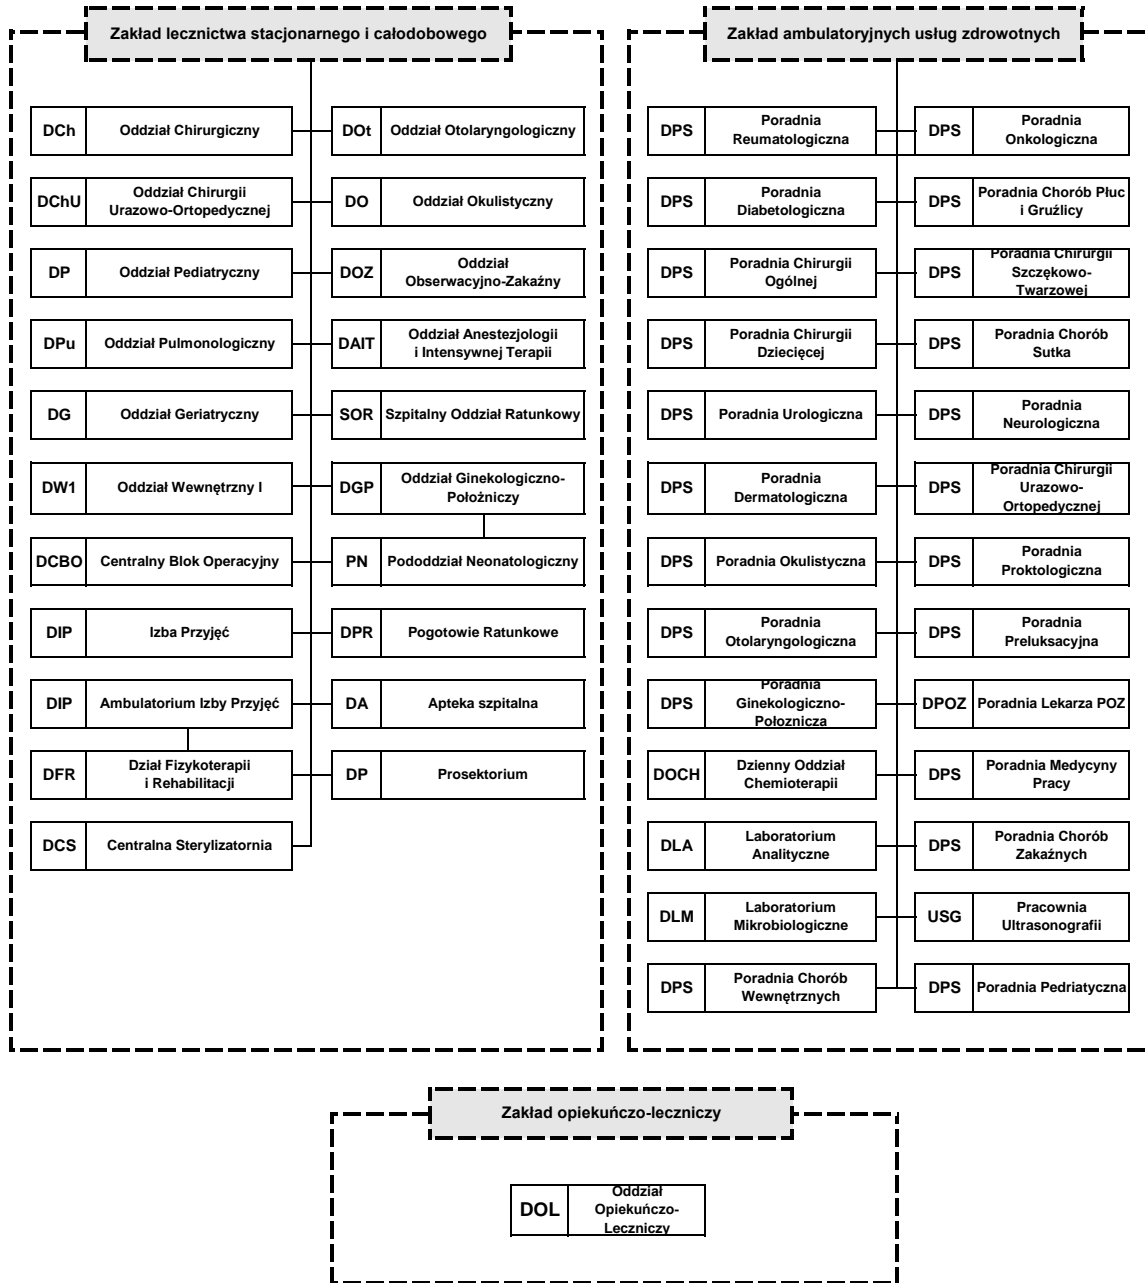 Zakład lecznictwa stacjonarnego i całodobowego
DCh
Oddział Chirurgiczny
DOt
Oddział Otolaryngologiczny
DChU
Oddział Chirurgii
Urazowo-Ortopedycznej
DO
Oddział Okulistyczny
DP
Oddział Pediatryczny
DOZ
Oddział
Obserwacyjno-Zakaźny
DPu
Oddział Pulmonologiczny
DAIT
Oddział Anestezjologii
i Intensywnej Terapii
DG
Oddział Geriatryczny
SOR
Szpitalny Oddział Ratunkowy
DW1
Oddział Wewnętrzny I
DGP
Oddział Ginekologiczno-
Położniczy
DCBO
Centralny Blok Operacyjny
PN
Pododdział Neonatologiczny
DIP
Izba Przyjęć
DPR
Pogotowie Ratunkowe
DIP
Ambulatorium Izby Przyjęć
DA
Apteka szpitalna
DFR
Dział Fizykoterapii
i Rehabilitacji
DP
Prosektorium
DCS
Centralna Sterylizatornia
Zakład ambulatoryjnych usług zdrowotnych
DPS
Poradnia
Reumatologiczna
DPS
Poradnia
Onkologiczna
DPS
Poradnia
Diabetologiczna
DPS
Poradnia Chorób Płuc
i Gruźlicy
DPS
Poradnia Chirurgii
Ogólnej
DPS
Poradnia Chirurgii
Szczękowo-
Twarzowej
DPS
Poradnia Chirurgii
Dziecięcej
DPS
Poradnia Chorób
Sutka
DPS
Poradnia Urologiczna
DPS
Poradnia
Neurologiczna
DPS
Poradnia
Dermatologiczna
DPS
Poradnia Chirurgii
Urazowo-
Ortopedycznej
DPS
Poradnia Okulistyczna
DPS
Poradnia
Proktologiczna
DPS
Poradnia
Otolaryngologiczna
DPS
Poradnia
Preluksacyjna
DPS
Poradnia
Ginekologiczno-
Połoznicza
DPOZ
Poradnia Lekarza POZ
DOCH
Dzienny Oddział
Chemioterapii
DPS
Poradnia Medycyny
Pracy
DLA
Laboratorium
Analityczne
DPS
Poradnia Chorób
Zakaźnych
DLM
Laboratorium
Mikrobiologiczne
USG
Pracownia
Ultrasonografii
DPS
Poradnia Chorób
Wewnętrznych
DPS
Poradnia Pedriatyczna
Zakład opiekuńczo-leczniczy
DOL
Oddział
Opiekuńczo-
Leczniczy